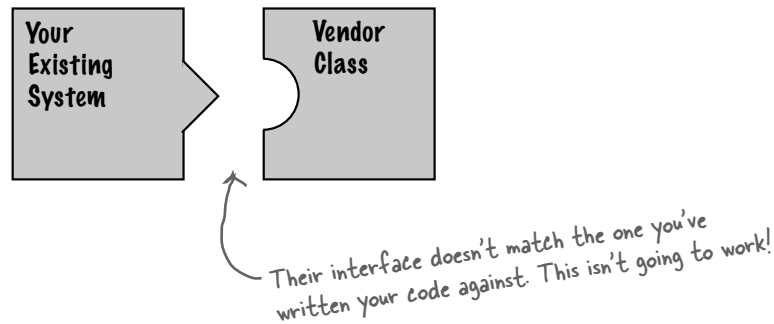 Your
Existing
System
Vendor
Class
Their interface doesn't match the one you've
written your code against. This isn't going to work!